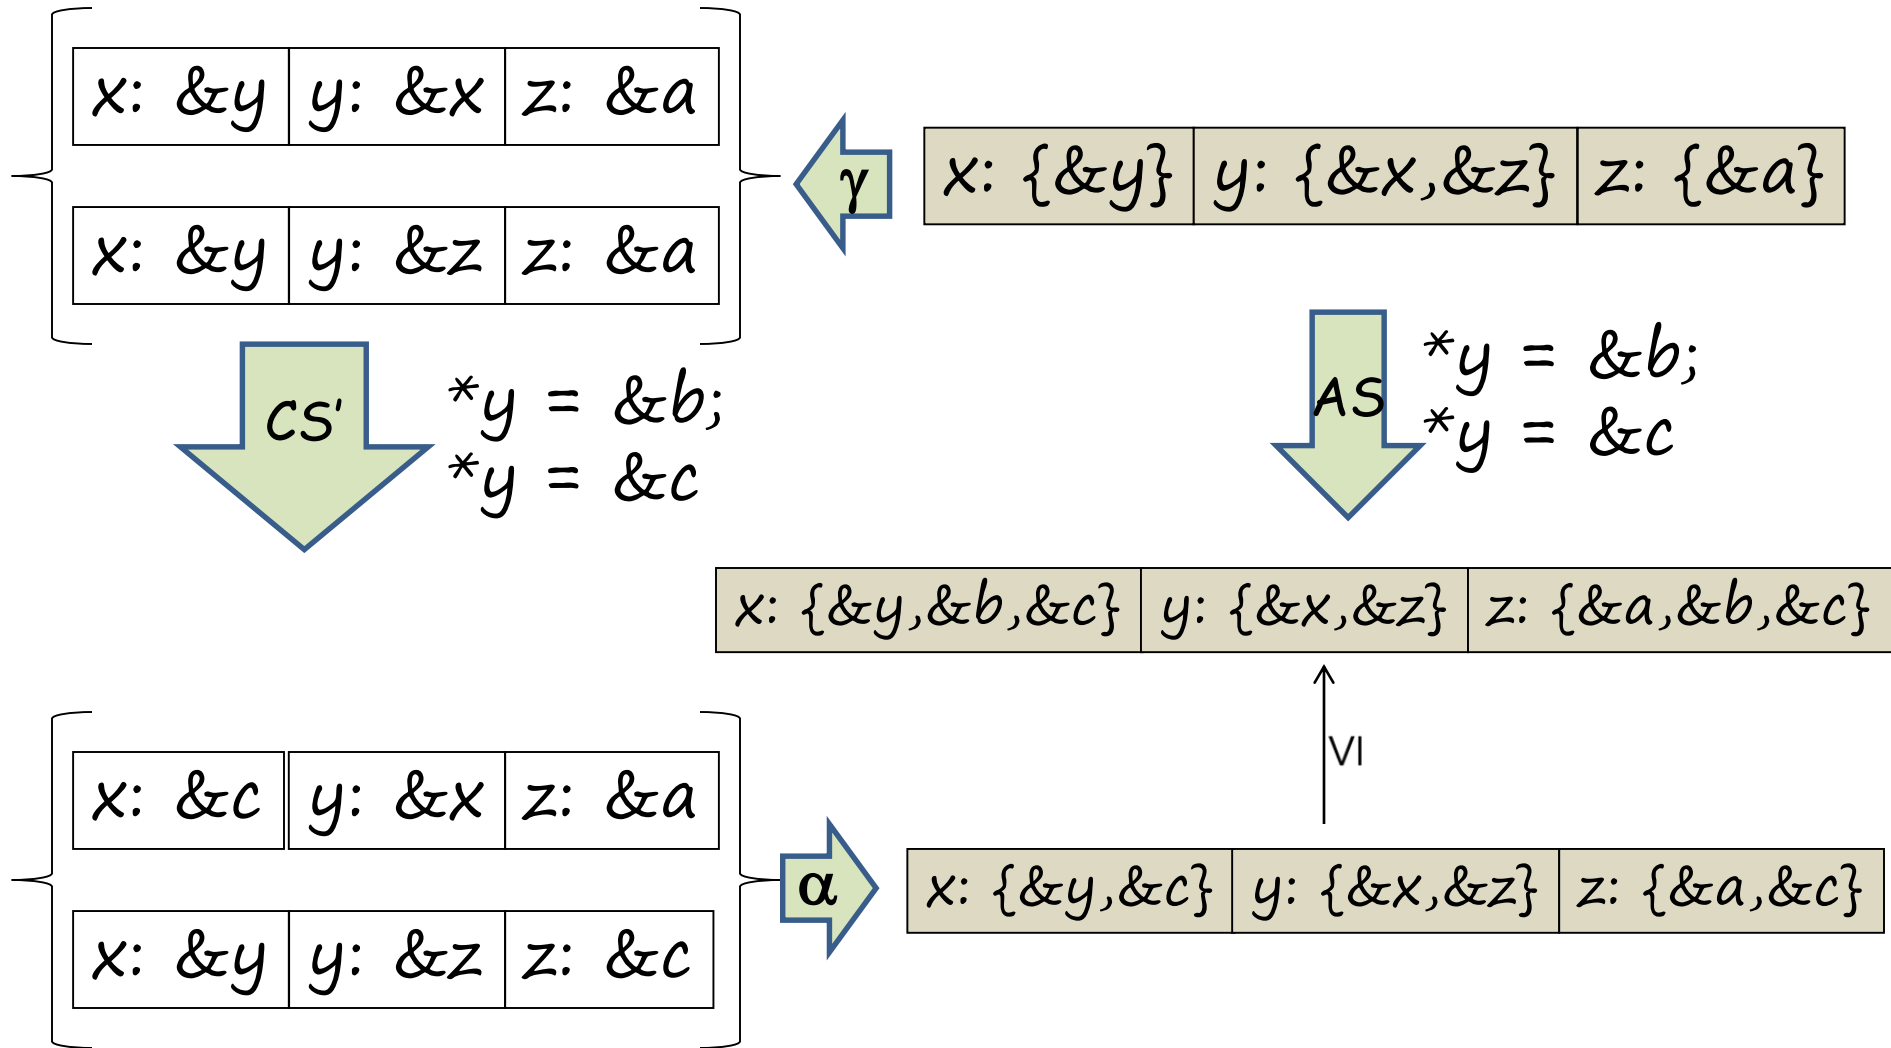 x: &y y: &x z: &a
γ
x: {&y} y: {&x,&z} z: {&a}
x: &y y: &z z: &a
CS'
*y = &b;
*y = &c
AS
*y = &b;
*y = &c
x: {&y,&b,&c} y: {&x,&z} z: {&a,&b,&c}
VI
x: &c y: &x z: &a
x: &y y: &z z: &c
α
x: {&y,&c} y: {&x,&z} z: {&a,&c}